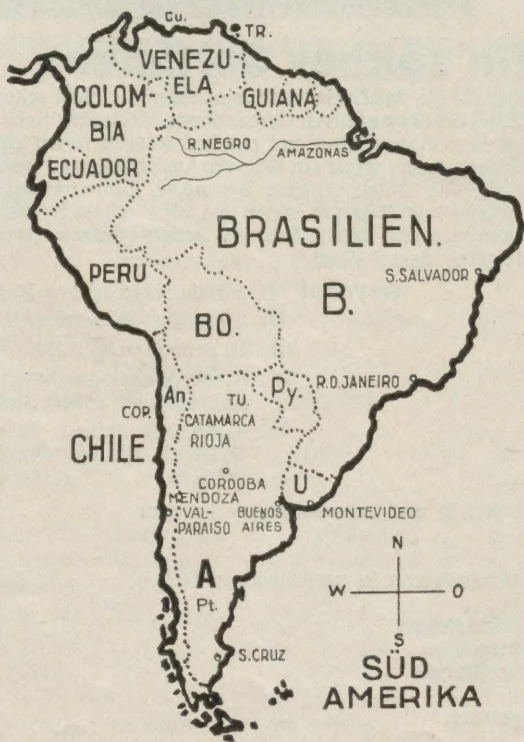 Cu.
TR.
VENEZU-
ELA
GUIANA
COLOM-
BIA
R.NEGRO
AMAZONAS
ECUADOR
BRASILIEN.
PERU
S.SALVADOR
B.
BO.
An.
TU.
Py.
R.D.JANEIRO
COP.
CATAMARCA
RIOJA
CHILE
CORDOBA
U
MENDOZA
VAL-
PARAISO
BUENOS
AIRES
MONTEVIDEO
A
Pt.
N
W
O
S
S.CRUZ
SÜD
AMERIKA